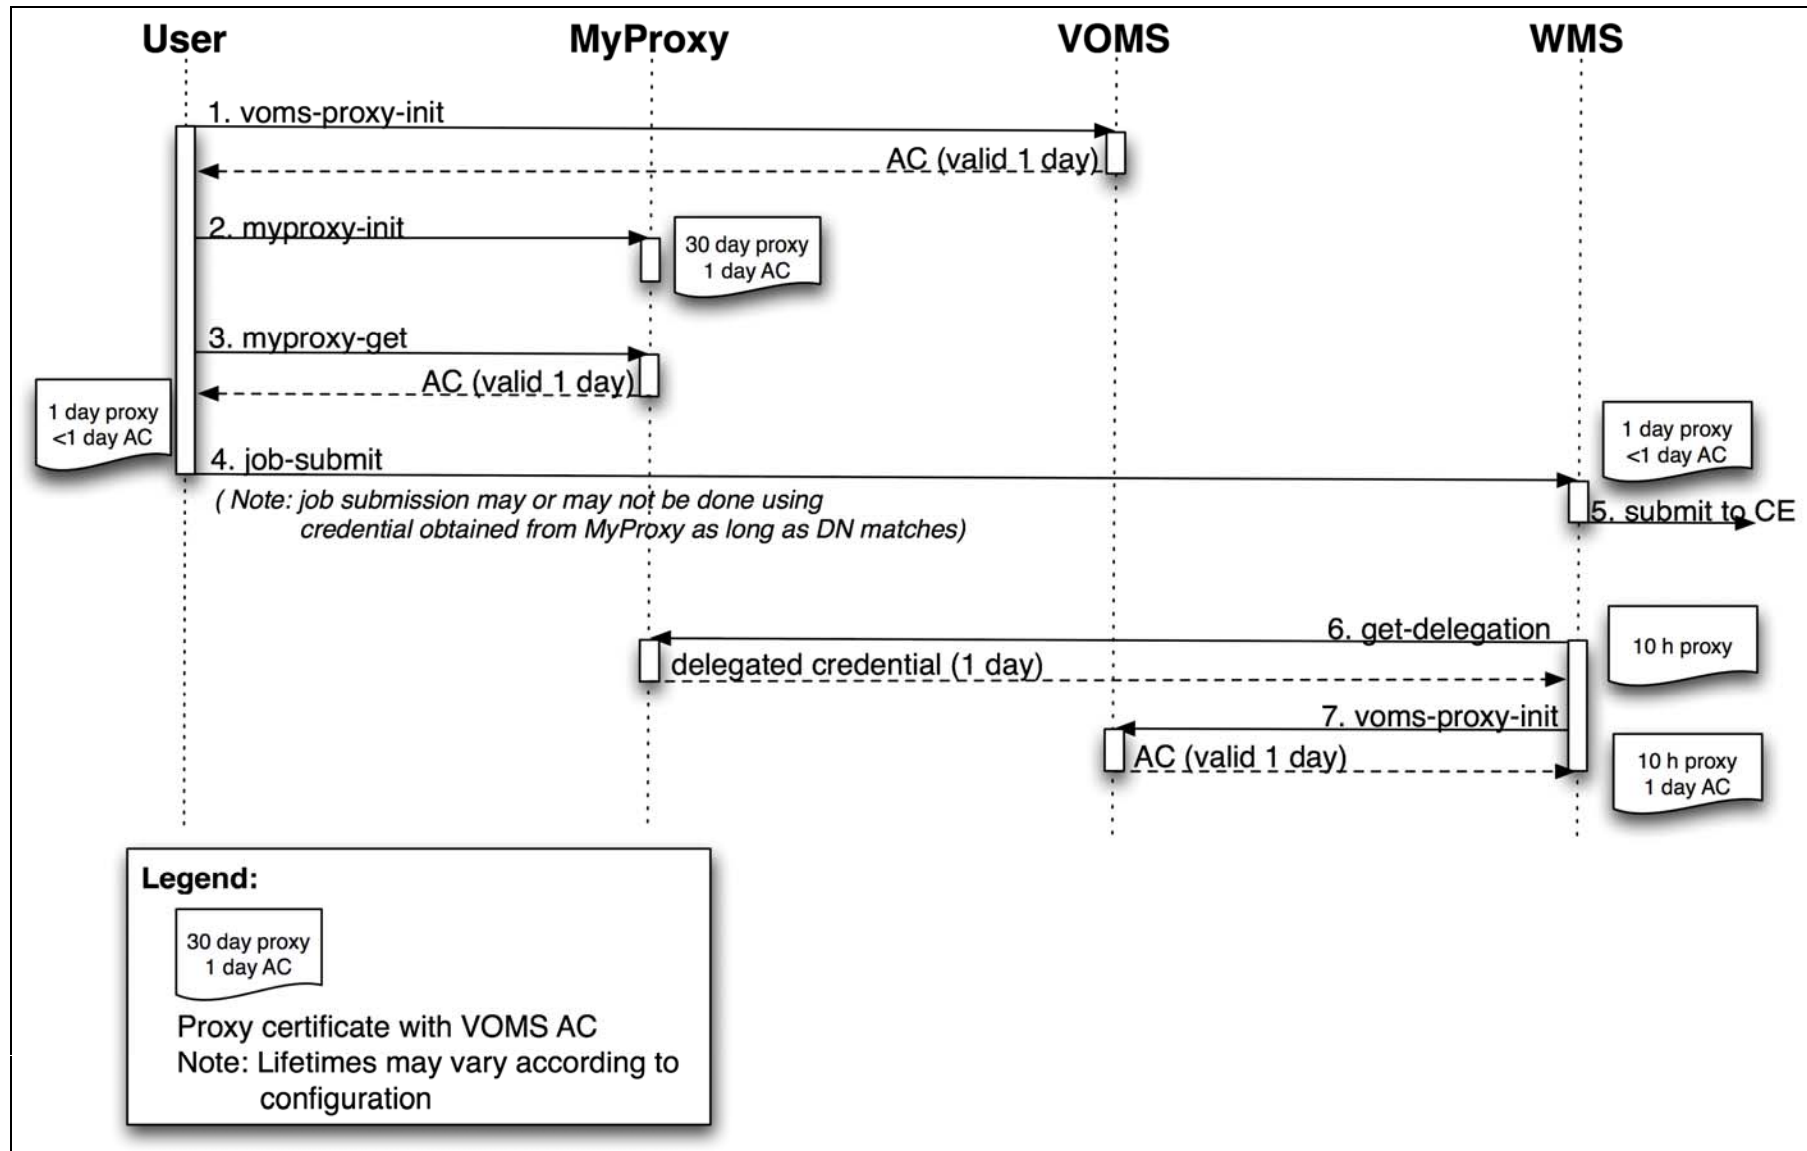 User MyProxy VOMS WMS
1. voms-proxy-init
AC (valid 1 day)
2. myproxy-init
30 day proxy
1 day AC
3. myproxy-get
AC (valid 1 day)
1 day proxy
<1 day AC
4. job-submit
1 day proxy
<1 day AC
( Note: job submission may or may not be done using
credential obtained from MyProxy as long as DN matches)
5. submit to CE
6. get-delegation
10 h proxy
delegated credential (1 day)
7. voms-proxy-init
AC (valid 1 day)
10 h proxy
1 day AC
Legend:
30 day proxy
1 day AC
Proxy certificate with VOMS AC
Note: Lifetimes may vary according to
configuration